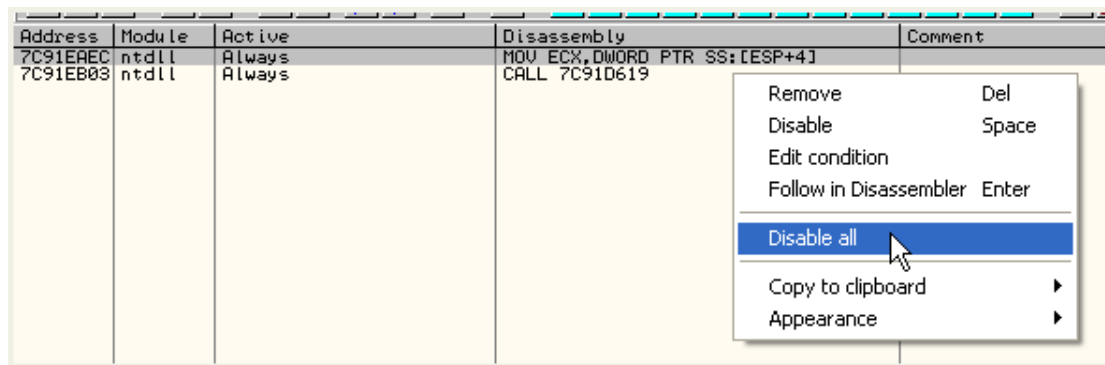 Address Module Active Disassembly Comment
7C91EAEC ntdll Always MOV ECX,DWORD PTR SS:[ESP+4]
7C91EB03 ntdll Always CALL 7C91D619
Remove Del
Disable Space
Edit condition
Follow in Disassembler Enter
Disable all
Copy to clipboard
Appearance